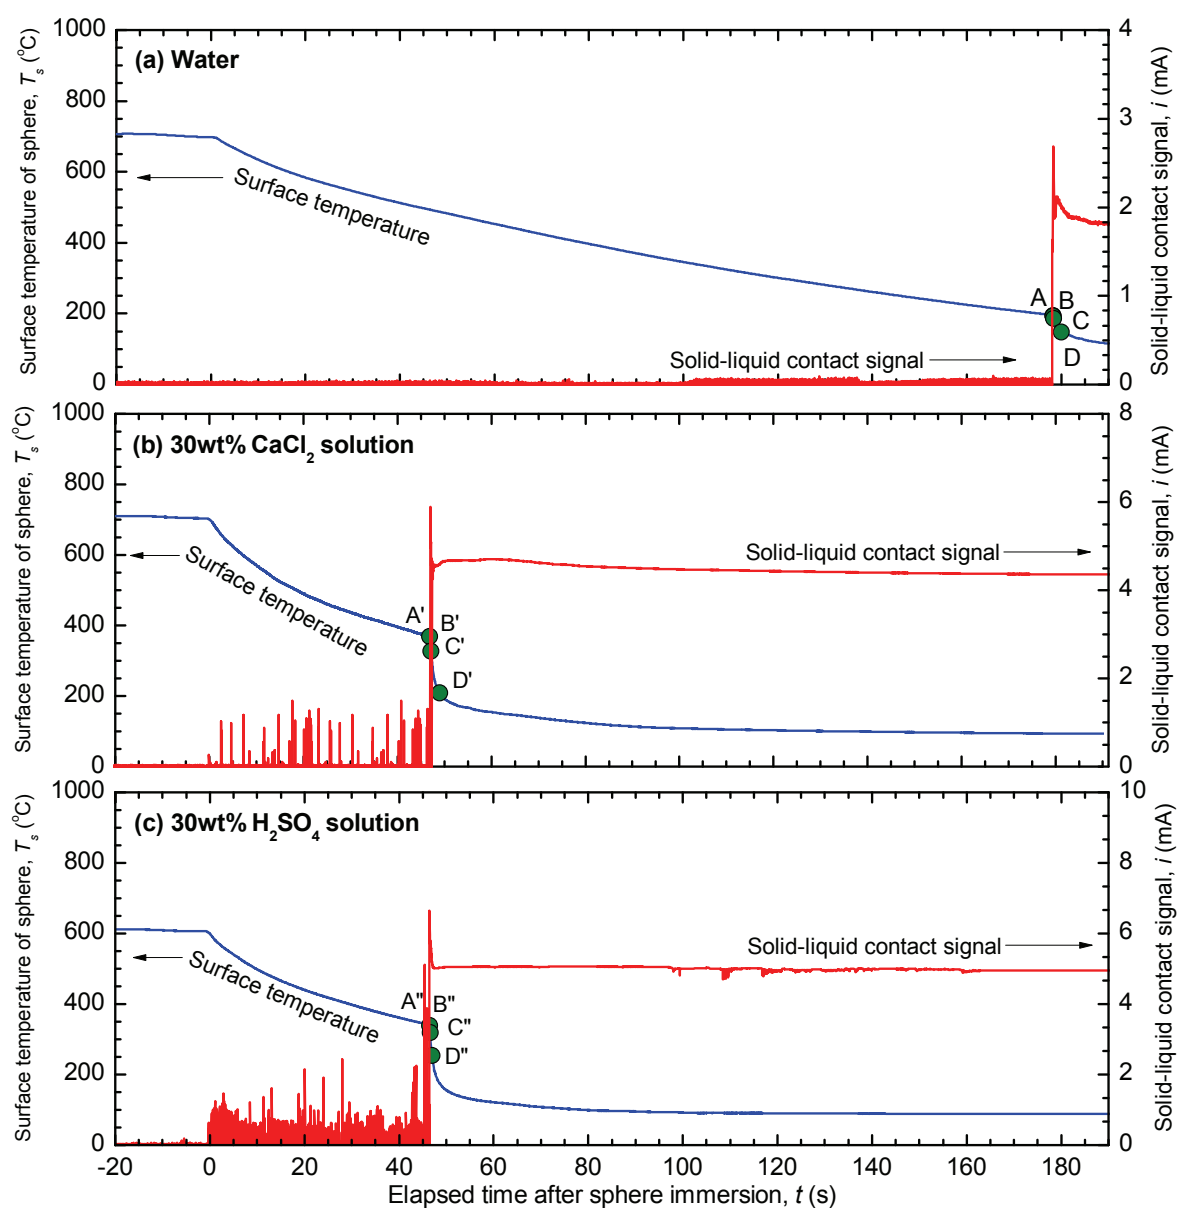 (a) Water
Surface temperature of sphere, Tₛ (°C)
Solid-liquid contact signal, i (mA)
1000
800
600
400
200
0
4
3
2
1
0
Surface temperature
Solid-liquid contact signal
A
B
C
D
(b) 30wt% CaCl₂ solution
Surface temperature of sphere, Tₛ (°C)
Solid-liquid contact signal, i (mA)
1000
800
600
400
200
0
8
6
4
2
0
Surface temperature
Solid-liquid contact signal
A'
B'
C'
D'
(c) 30wt% H₂SO₄ solution
Surface temperature of sphere, Tₛ (°C)
Solid-liquid contact signal, i (mA)
1000
800
600
400
200
0
10
8
6
4
2
0
Surface temperature
Solid-liquid contact signal
A"
B"
C"
D"
-20 0 20 40 60 80 100 120 140 160 180
Elapsed time after sphere immersion, t (s)